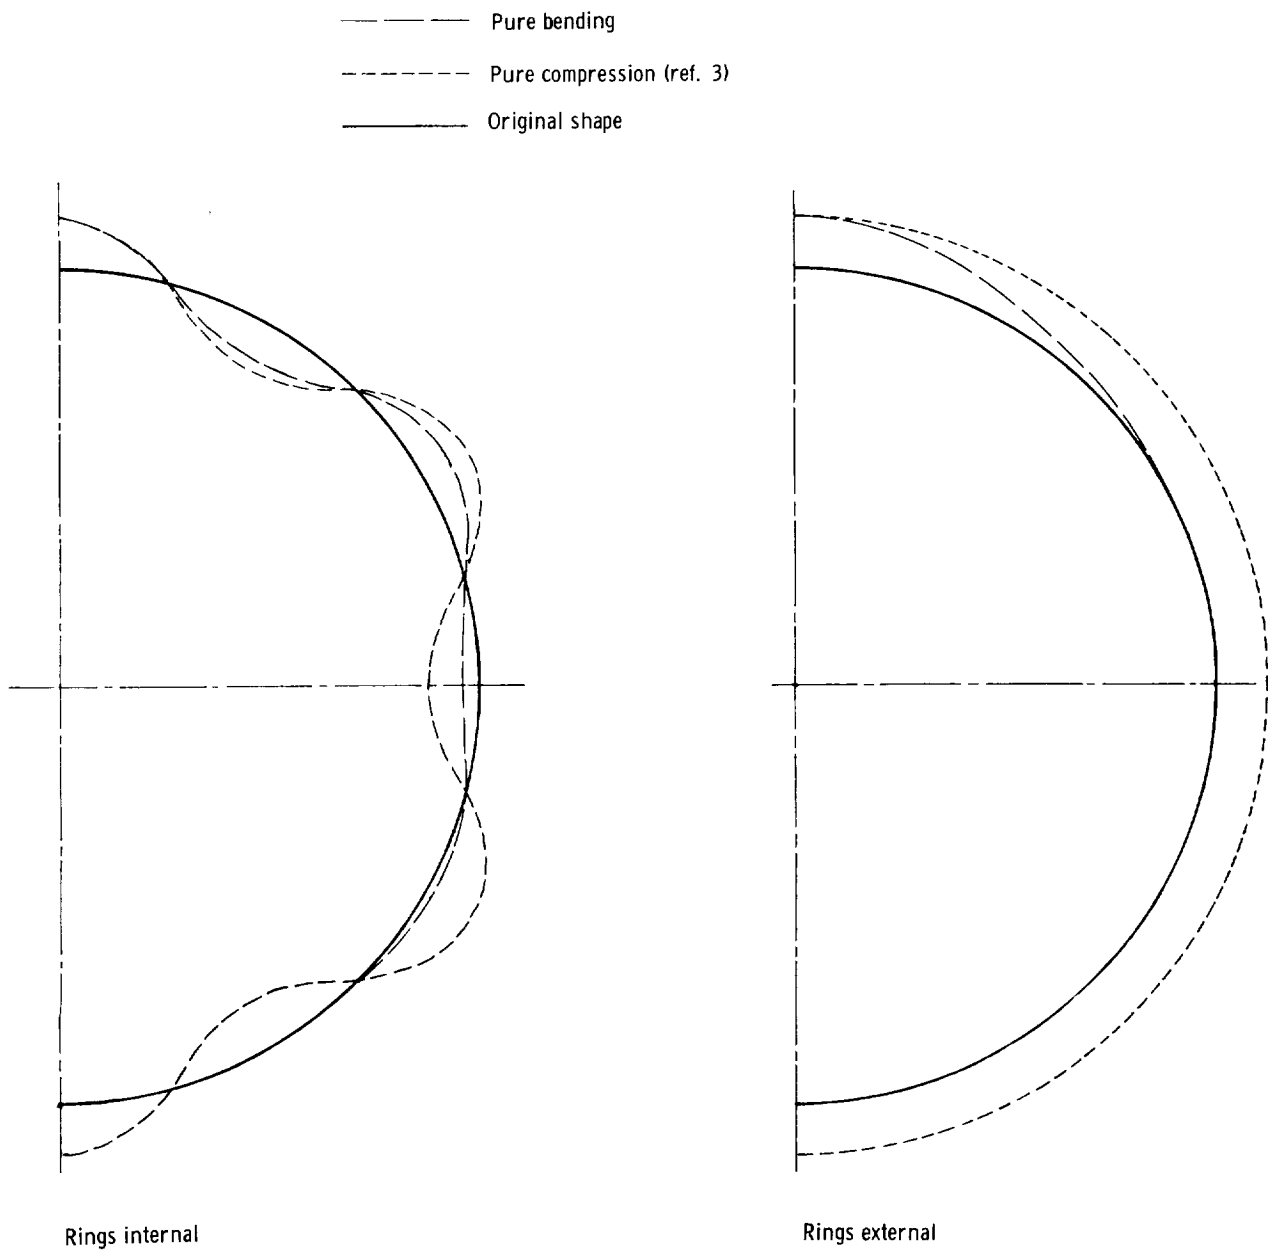 Pure bending
Pure compression (ref. 3)
Original shape
Rings internal
Rings external